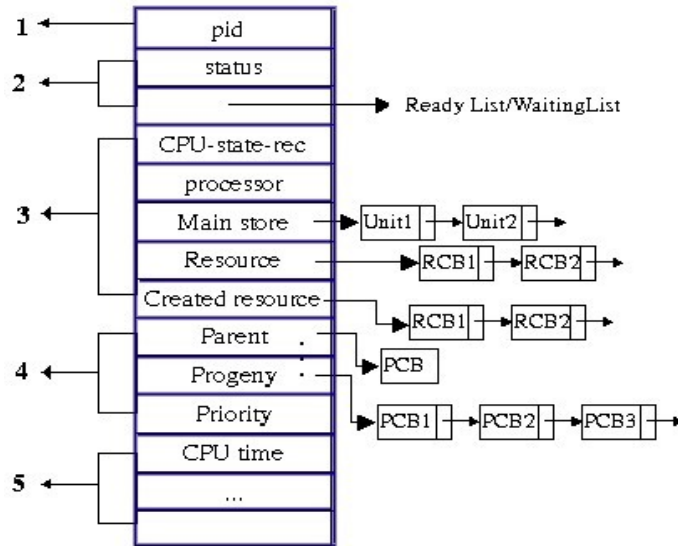 1
pid
2
status
Ready List/WaitingList
3
CPU-state-rec
processor
Main store
Unit1
Unit2
Resource
RCB1
RCB2
Created resource
RCB1
RCB2
4
Parent
PCB
Progeny
PCB1
PCB2
PCB3
Priority
5
CPU time
...